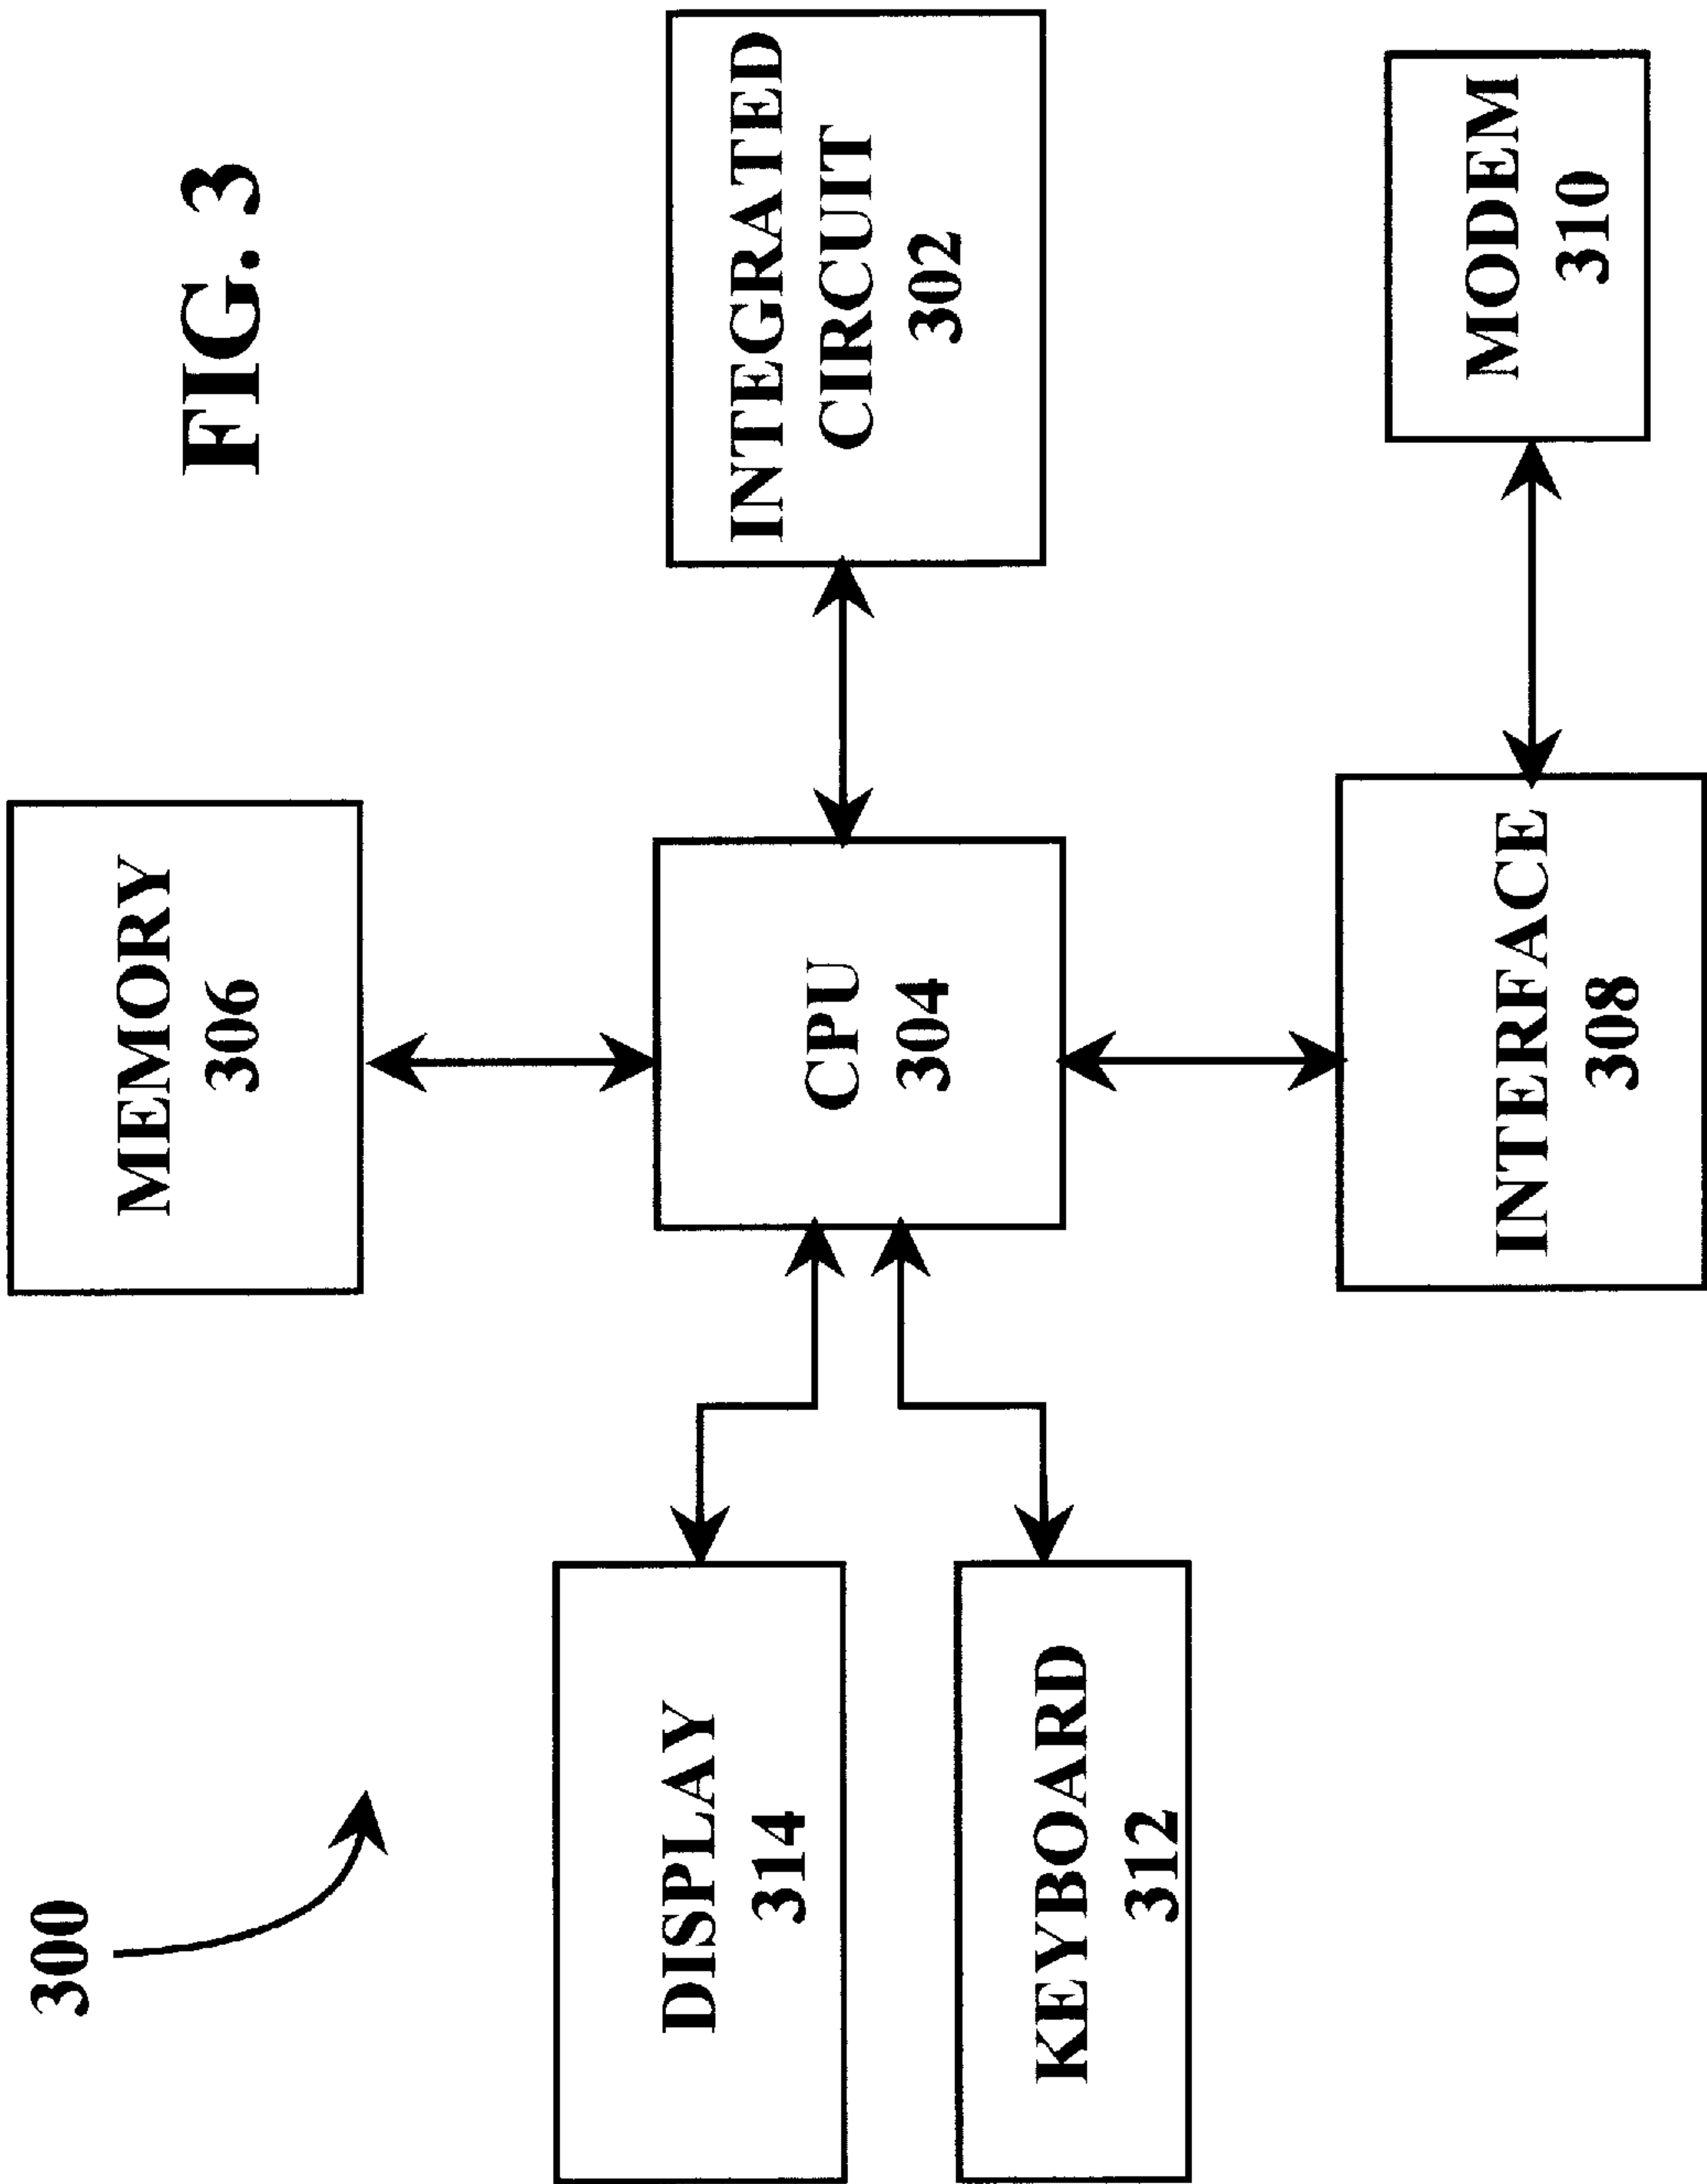 300
FIG. 3
MEMORY
306
DISPLAY
314
CPU
304
INTEGRATED
CIRCUIT
302
KEYBOARD
312
INTERFACE
308
MODEM
310